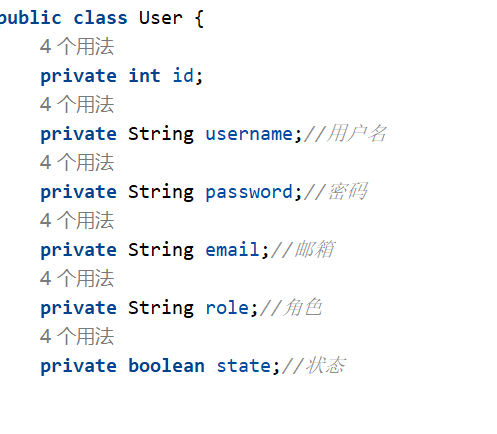 public class User {
4 个用法
private int id;
4 个用法
private String username;//用户名
4 个用法
private String password;//密码
4 个用法
private String email;//邮箱
4 个用法
private String role;//角色
4 个用法
private boolean state;//状态